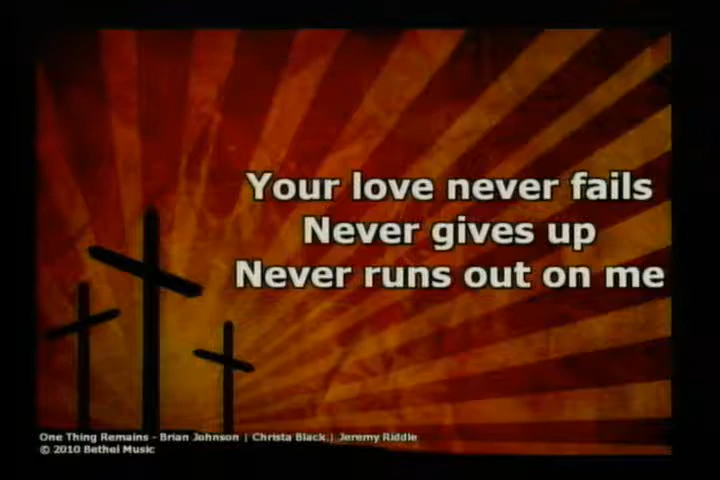 Your love never fails
Never gives up
Never runs out on me
One Thing Remains - Brian Johnson | Christa Black | Jeremy Riddle
© 2010 Bethel Music